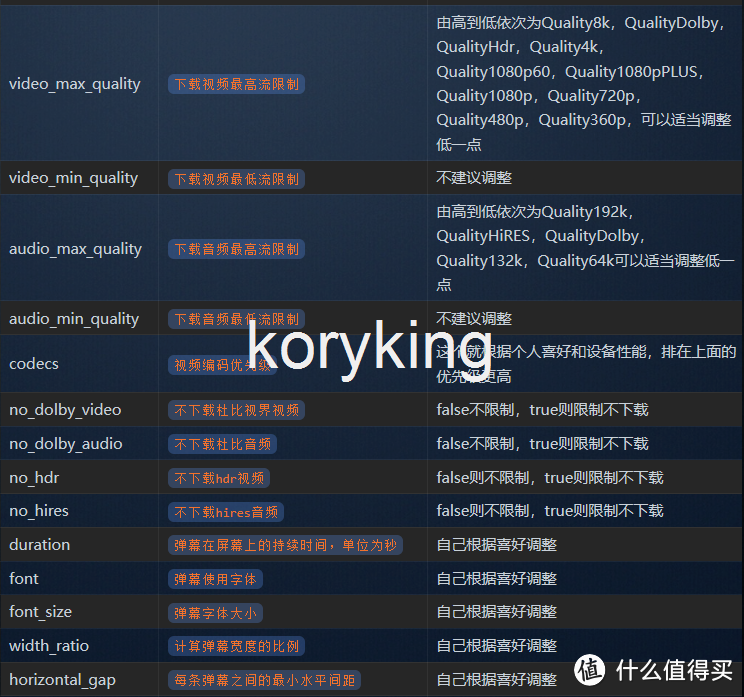 由高到低依次为Quality8k，QualityDolby，
QualityHdr，Quality4k，
video_max_quality 下载视频最高流限制 Quality1080p60，Quality1080pPLUS，
Quality1080p，Quality720p，
Quality480p，Quality360p，可以适当调整
低一点
video_min_quality 下载视频最低流限制 不建议调整
由高到低依次为Quality192k，
audio_max_quality 下载音频最高流限制 QualityHiRES，QualityDolby，
Quality132k，Quality64k可以适当调整低一
点
audio_min_quality 下载音频最低流限制 不建议调整
koryking
codecs 视频编码优先级 这个就根据个人喜好和设备性能，排在上面的
优先级更高
no_dolby_video 不下载杜比视界视频 false不限制，true则限制不下载
no_dolby_audio 不下载杜比音频 false不限制，true则限制不下载
no_hdr 不下载hdr视频 false则不限制，true则限制不下载
no_hires 不下载hires音频 false则不限制，true则限制不下载
duration 弹幕在屏幕上的持续时间，单位为秒 自己根据喜好调整
font 弹幕使用字体 自己根据喜好调整
font_size 弹幕字体大小 自己根据喜好调整
width_ratio 计算弹幕宽度的比例 自己根据喜好调整
horizontal_gap 每条弹幕之间的最小水平间距 自己根据喜好调整
值 什么值得买